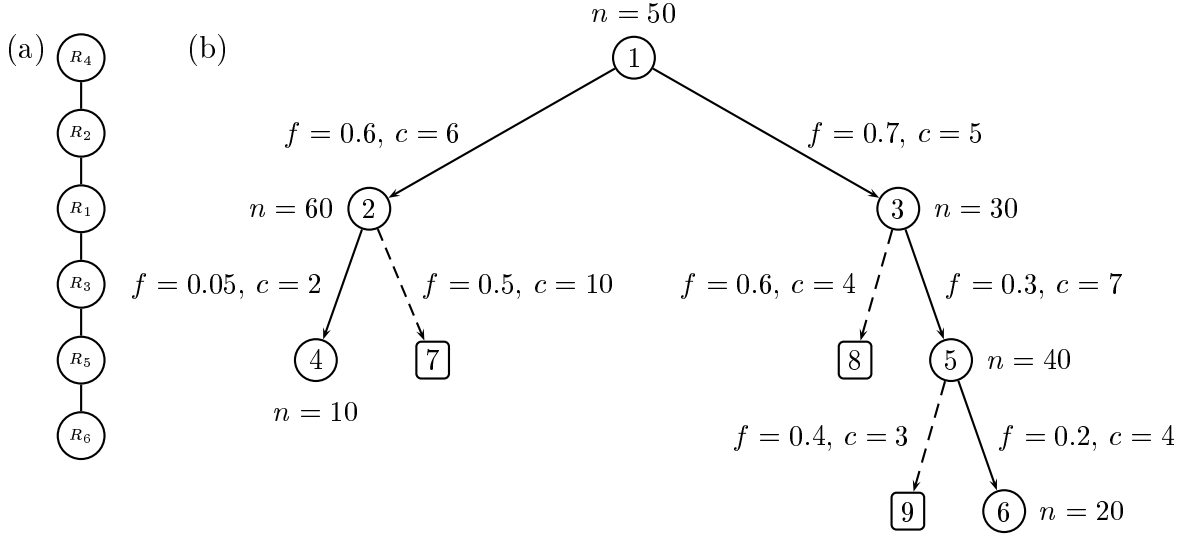 (a)
R₄
R₂
R₁
R₃
R₅
R₆
(b)
n = 50
1
f = 0.6, c = 6
f = 0.7, c = 5
n = 60
2
3
n = 30
f = 0.05, c = 2
f = 0.5, c = 10
f = 0.6, c = 4
f = 0.3, c = 7
4
7
8
5
n = 40
n = 10
f = 0.4, c = 3
f = 0.2, c = 4
9
6
n = 20